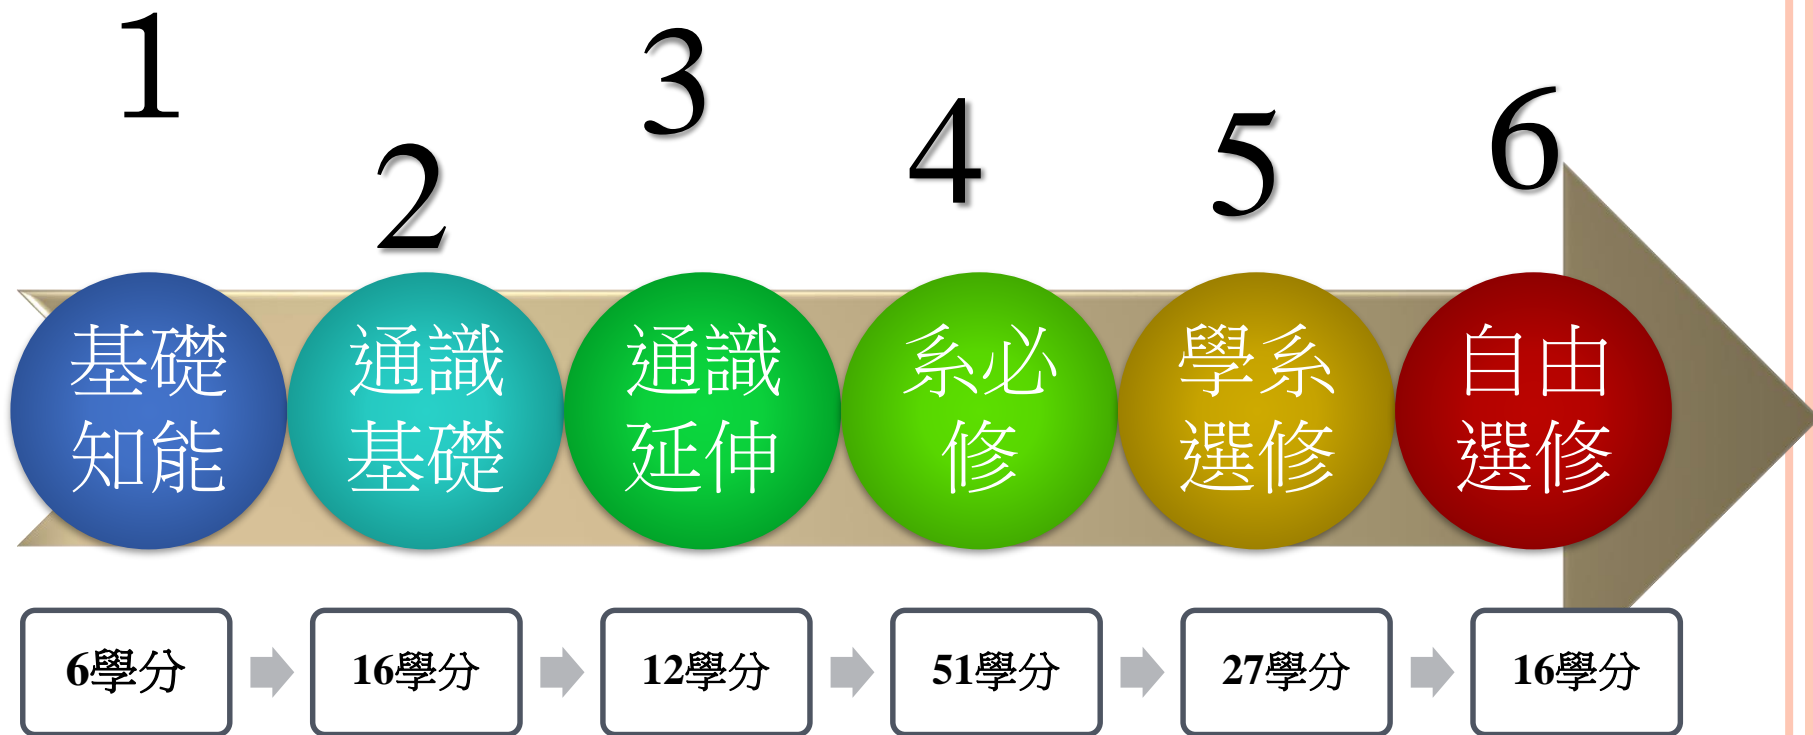 1
2
3
4
5
6
基礎
知能
通識
基礎
通識
延伸
系必
修
學系
選修
自由
選修
6學分
16學分
12學分
51學分
27學分
16學分